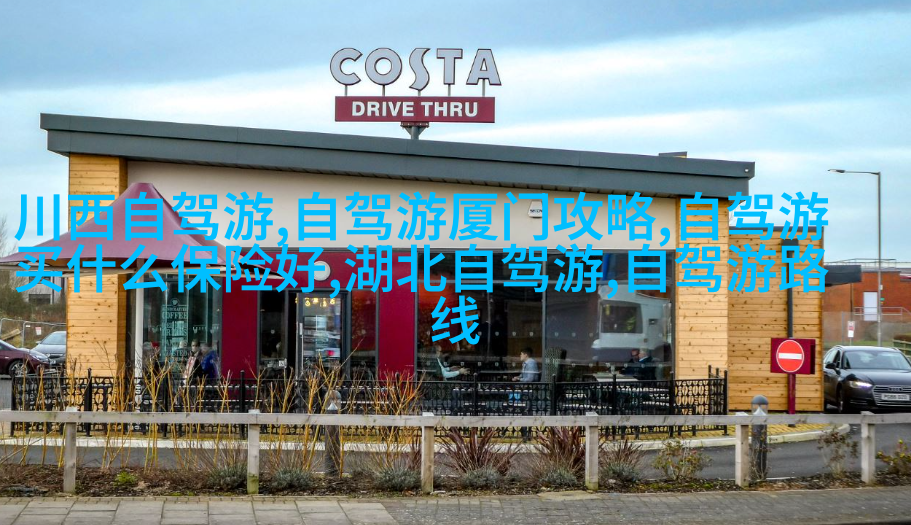 COSTA
DRIVE THRU
川西自驾游,自驾游厦门攻略,自驾游
买什么保险好,湖北自驾游,自驾游路
线